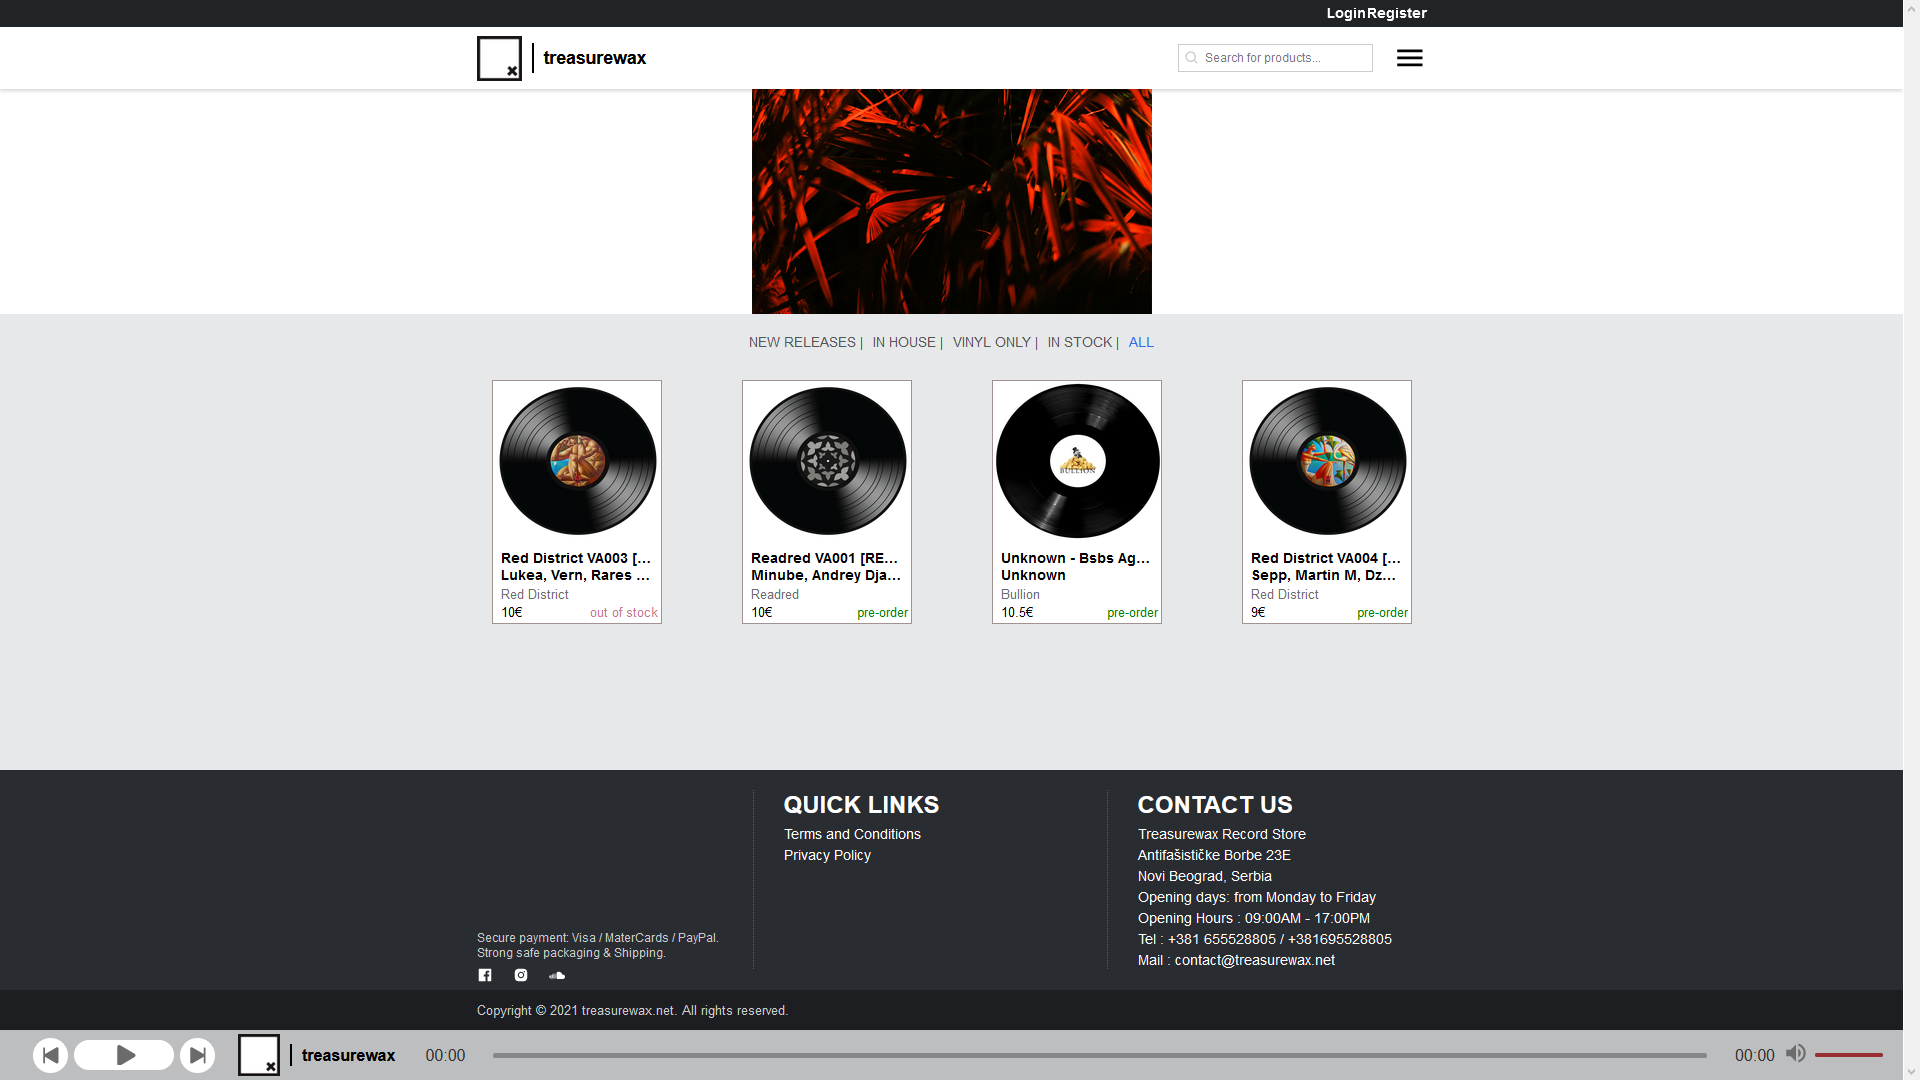 Login Register
treasurewax
Search for products...
NEW RELEASES | IN HOUSE | VINYL ONLY | IN STOCK | ALL
BULLION
Red District VA003 [...
Lukea, Vern, Rares ...
Red District
10€ out of stock
Readred VA001 [RE...
Minube, Andrey Dja...
Readred
10€ pre-order
Unknown - Bsbs Ag...
Unknown
Bullion
10.5€ pre-order
Red District VA004 [...
Sepp, Martin M, Dz...
Red District
9€ pre-order
Secure payment: Visa / MaterCards / PayPal.
Strong safe packaging & Shipping.
QUICK LINKS
Terms and Conditions
Privacy Policy
CONTACT US
Treasurewax Record Store
Antifašističke Borbe 23E
Novi Beograd, Serbia
Opening days: from Monday to Friday
Opening Hours : 09:00AM - 17:00PM
Tel : +381 655528805 / +381695528805
Mail : contact@treasurewax.net
Copyright © 2021 treasurewax.net. All rights reserved.
treasurewax 00:00 00:00